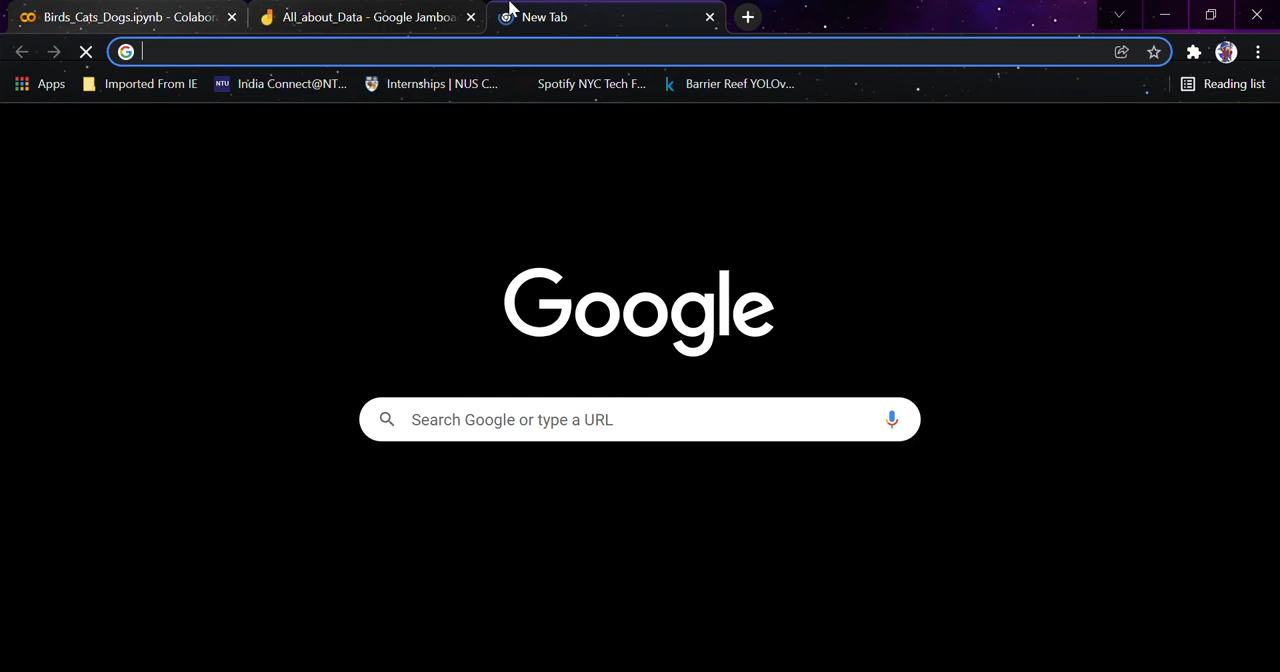 Birds_Cats_Dogs.ipynb - Colabor
All_about_Data - Google Jamboa
New Tab
Apps
Imported From IE
NTU
India Connect@NT...
Internships | NUS C...
Spotify NYC Tech F...
k
Barrier Reef YOLOv...
Reading list
Google
Search Google or type a URL